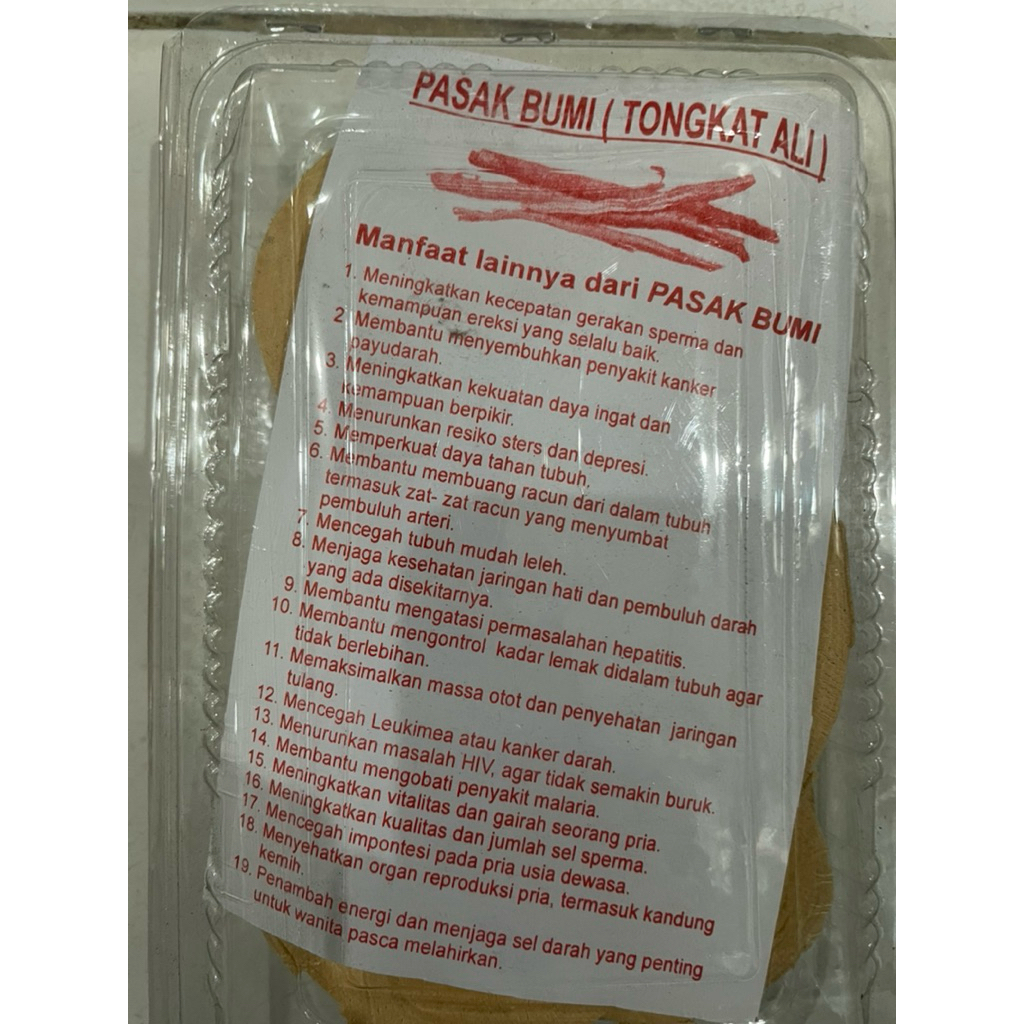 PASAK BUMI ( TONGKAT ALI )
Manfaat lainnya dari PASAK BUMI
1. Meningkatkan kecepatan gerakan sperma dan
kemampuan ereksi yang selalu baik.
2. Membantu menyembuhkan penyakit kanker
payudarah.
3. Meningkatkan kekuatan daya ingat dan
kemampuan berpikir.
4. Menurunkan resiko sters dan depresi.
5. Memperkuat daya tahan tubuh.
6. Membantu membuang racun dari dalam tubuh
termasuk zat- zat racun yang menyumbat
pembuluh arteri.
7. Mencegah tubuh mudah leleh.
8. Menjaga kesehatan jaringan hati dan pembuluh darah
yang ada disekitarnya.
9. Membantu mengatasi permasalahan hepatitis.
10. Membantu mengontrol kadar lemak didalam tubuh agar
tidak berlebihan.
11. Memaksimalkan massa otot dan penyehatan jaringan
tulang.
12. Mencegah Leukimea atau kanker darah.
13. Menurunkan masalah HIV, agar tidak semakin buruk.
14. Membantu mengobati penyakit malaria.
15. Meningkatkan vitalitas dan gairah seorang pria.
16. Meningkatkan kualitas dan jumlah sel sperma.
17. Mencegah impontesi pada pria usia dewasa.
18. Menyehatkan organ reproduksi pria, termasuk kandung
kemih.
19. Penambah energi dan menjaga sel darah yang penting
untuk wanita pasca melahirkan.